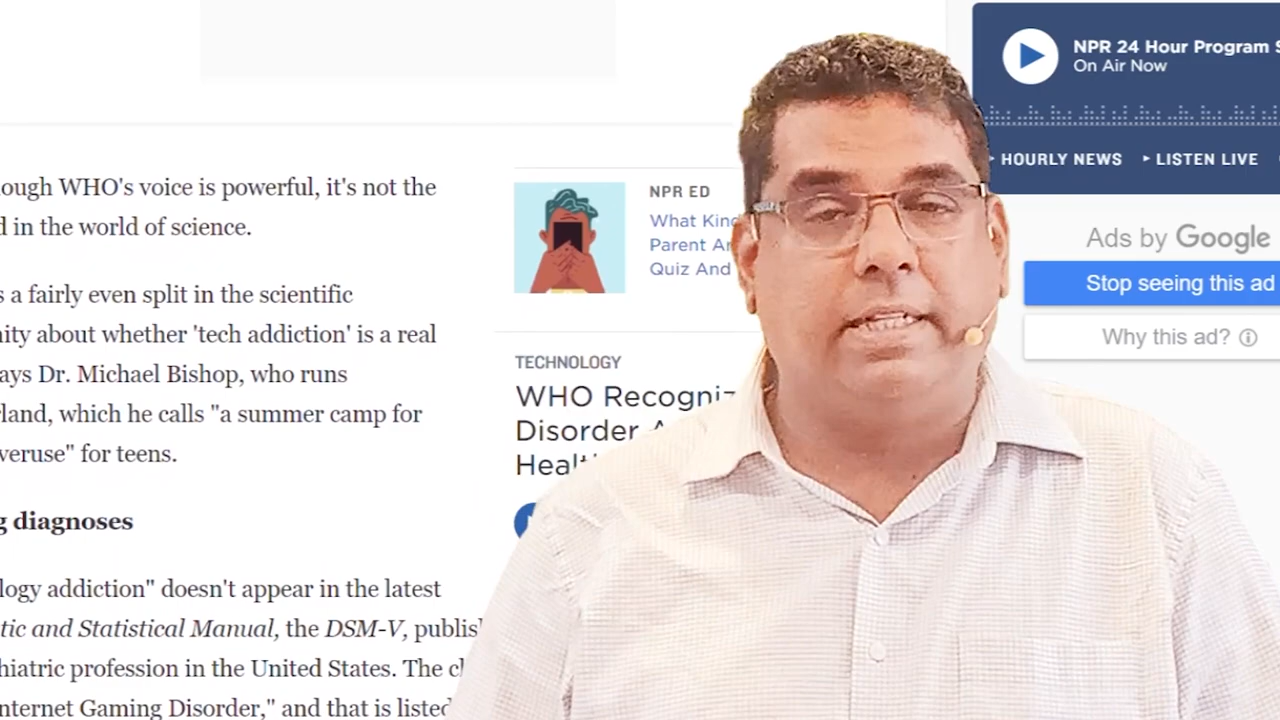 ough WHO's voice is powerful, it's not the
d in the world of science.
s a fairly even split in the scientific
nity about whether 'tech addiction' is a real
ays Dr. Michael Bishop, who runs
rland, which he calls "a summer camp for
veruse" for teens.
g diagnoses
logy addiction" doesn't appear in the latest
tic and Statistical Manual, the DSM-V, publis
hiatric profession in the United States. The cl
nternet Gaming Disorder," and that is listed
NPR ED
What Kind
Parent Ar
Quiz And
TECHNOLOGY
WHO Recogniz
Disorder A
Healt
NPR 24 Hour Program S
On Air Now
HOURLY NEWS
LISTEN LIVE
Ads by Google
Stop seeing this ad
Why this ad?